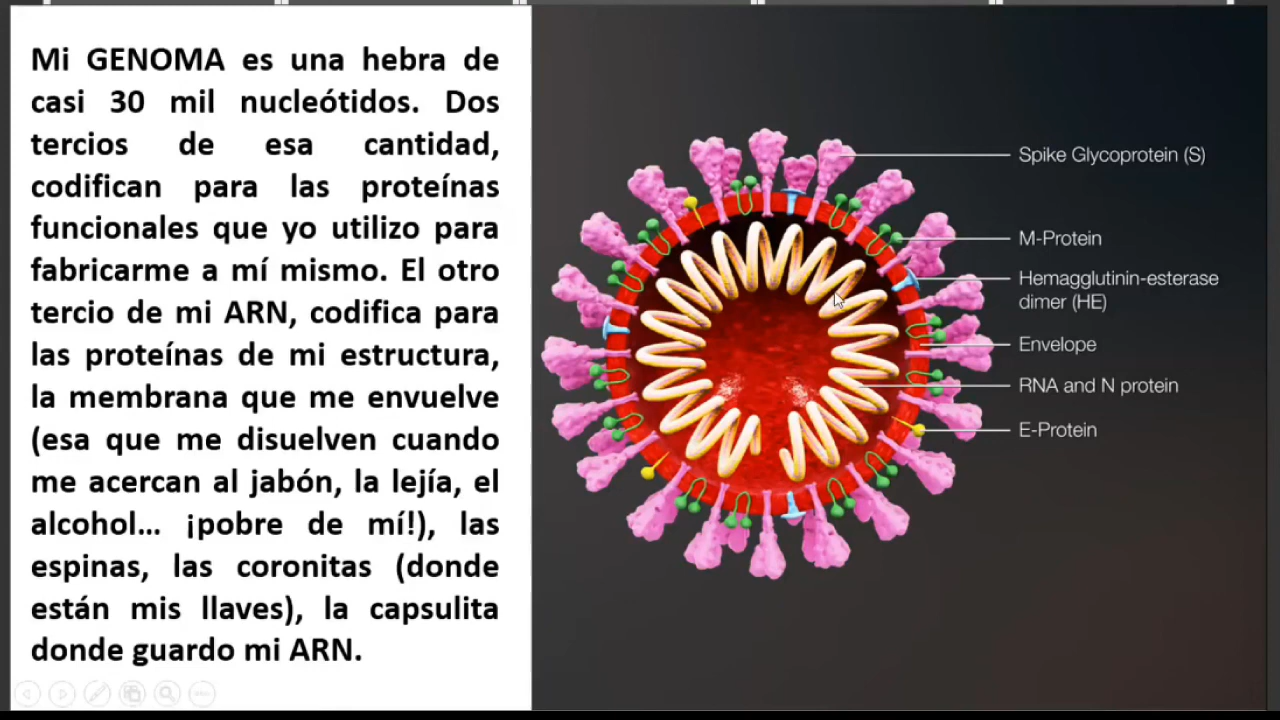 Mi GENOMA es una hebra de
casi 30 mil nucleótidos. Dos
tercios de esa cantidad,
codifican para las proteínas
funcionales que yo utilizo para
fabricarme a mí mismo. El otro
tercio de mi ARN, codifica para
las proteínas de mi estructura,
la membrana que me envuelve
(esa que me disuelven cuando
me acercan al jabón, la lejía, el
alcohol... ¡pobre de mí!), las
espinas, las coronitas (donde
están mis llaves), la capsulita
donde guardo mi ARN.
Spike Glycoprotein (S)
M-Protein
Hemagglutinin-esterase
dimer (HE)
Envelope
RNA and N protein
E-Protein